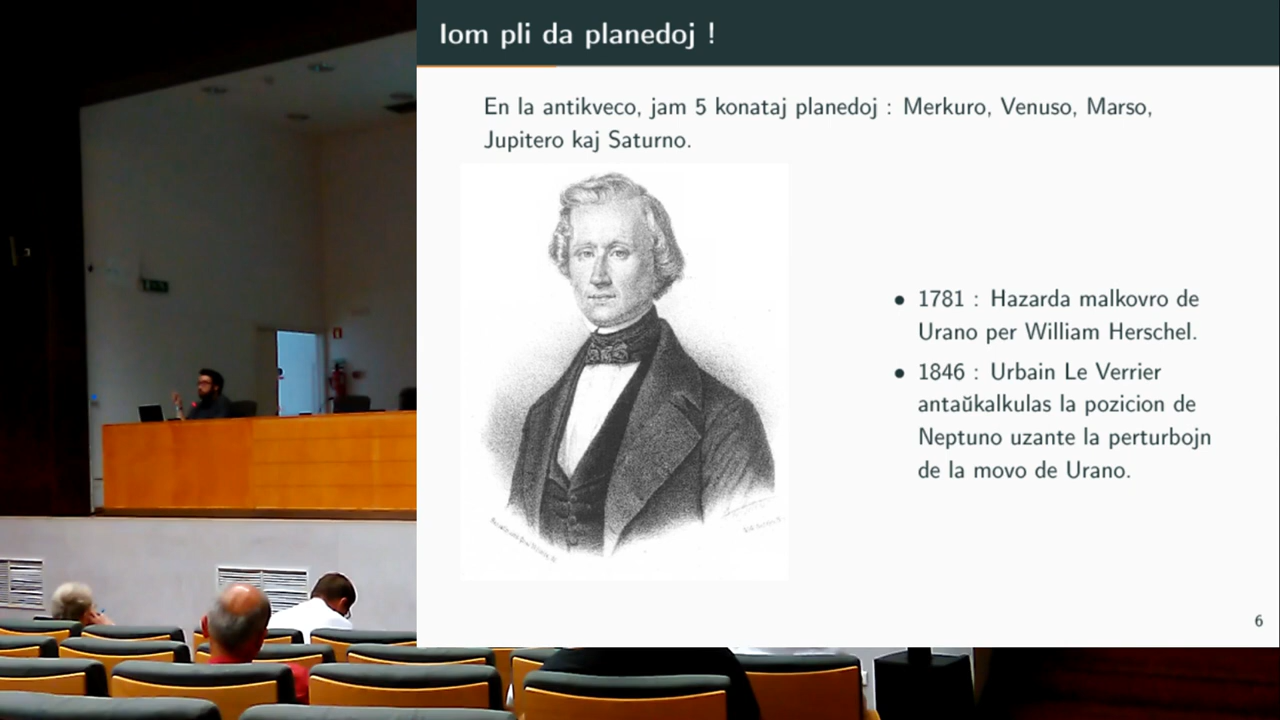 Iom pli da planedoj !
En la antikveco, jam 5 konataj planedoj : Merkuro, Venuso, Marso,
Jupitero kaj Saturno.
• 1781 : Hazarda malkovro de
Urano per William Herschel.
• 1846 : Urbain Le Verrier
antaŭkalkulas la pozicion de
Neptuno uzante la perturbojn
de la movo de Urano.
6